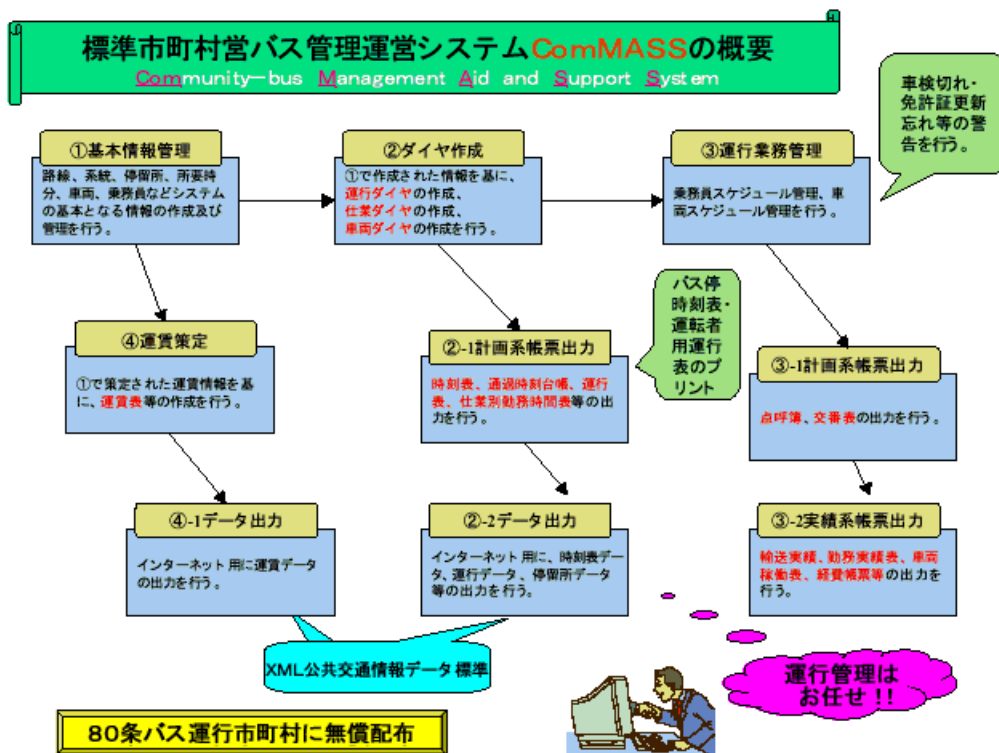 標準市町村営バス管理運営システムComMASSの概要
Community－bus Management Aid and Support System
車検切れ・
免許証更新
忘れ等の警
告を行う。
①基本情報管理
路線、系統、停留所、所要時
分、車両、乗務員などシステム
の基本となる情報の作成及び
管理を行う。
②ダイヤ作成
①で作成された情報を基に、
運行ダイヤの作成、
仕業ダイヤの作成、
車両ダイヤの作成を行う。
③運行業務管理
乗務員スケジュール管理、車
両スケジュール管理を行う。
バス停
時刻表・
運転者
用運行
表のプ
リント
④運賃策定
①で策定された運賃情報を基
に、運賃表等の作成を行う。
②-1計画系帳票出力
時刻表、通過時刻台帳、運行
表、仕業別勤務時間表等の出
力を行う。
③-1計画系帳票出力
点呼簿、交番表の出力を行う。
④-1データ出力
インターネット用に運賃データ
の出力を行う。
②-2データ出力
インターネット用に、時刻表デー
タ、運行データ、停留所データ
等の出力を行う。
③-2実績系帳票出力
輸送実績、勤務実績表、車両
稼働表、経費帳票等の出力を
行う。
XML公共交通情報データ標準
運行管理は
お任せ！！
80条バス運行市町村に無償配布